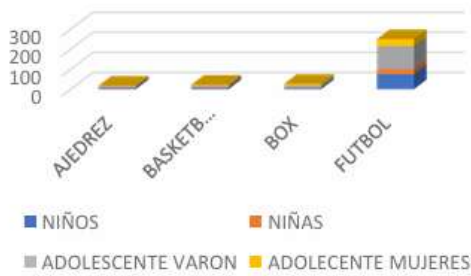 300
200
100
0
AJEDREZ
BASKETB...
BOX
FUTBOL
NIÑOS
NIÑAS
ADOLESCENTE VARON
ADOLECENTE MUJERES